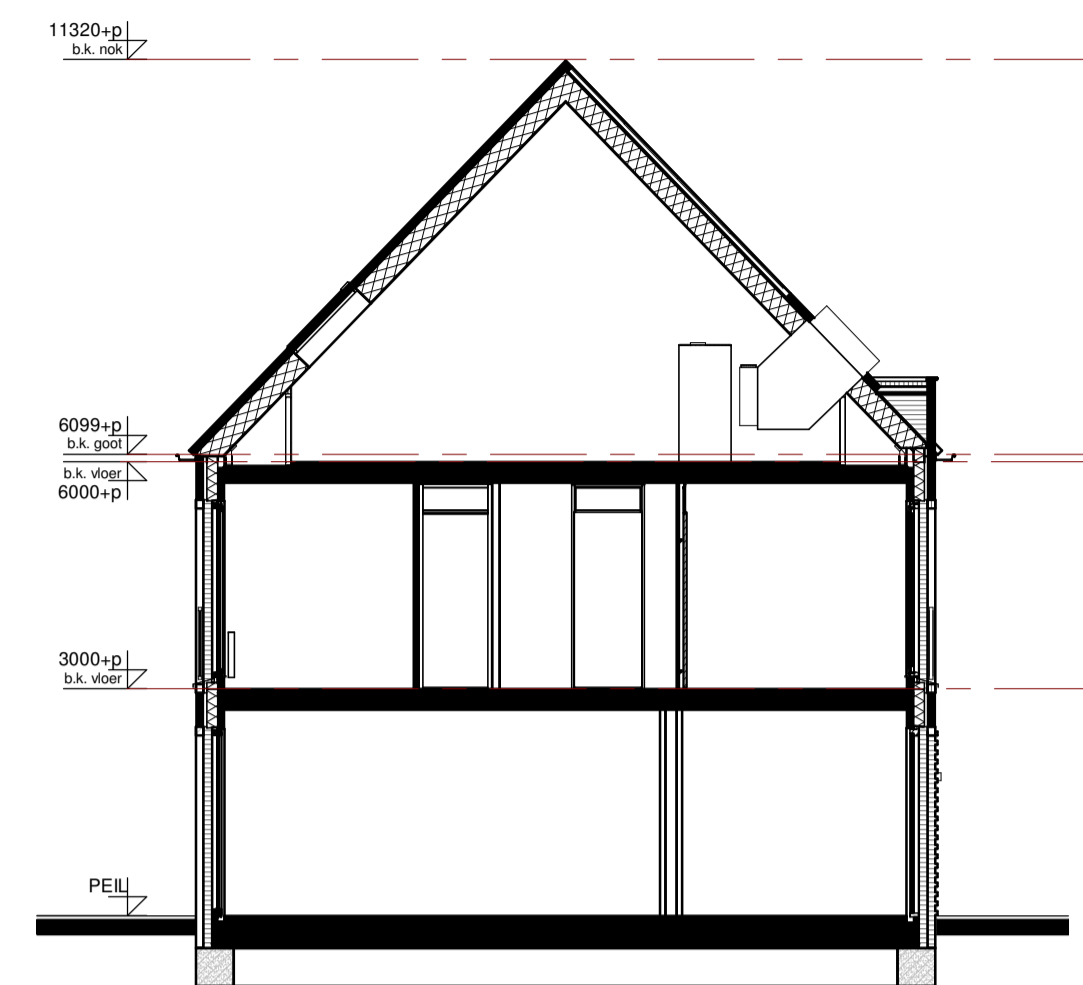 11320+p
b.k. nok
6099+p
b.k. goot
b.k. vloer
6000+p
3000+p
b.k. vloer
PEIL